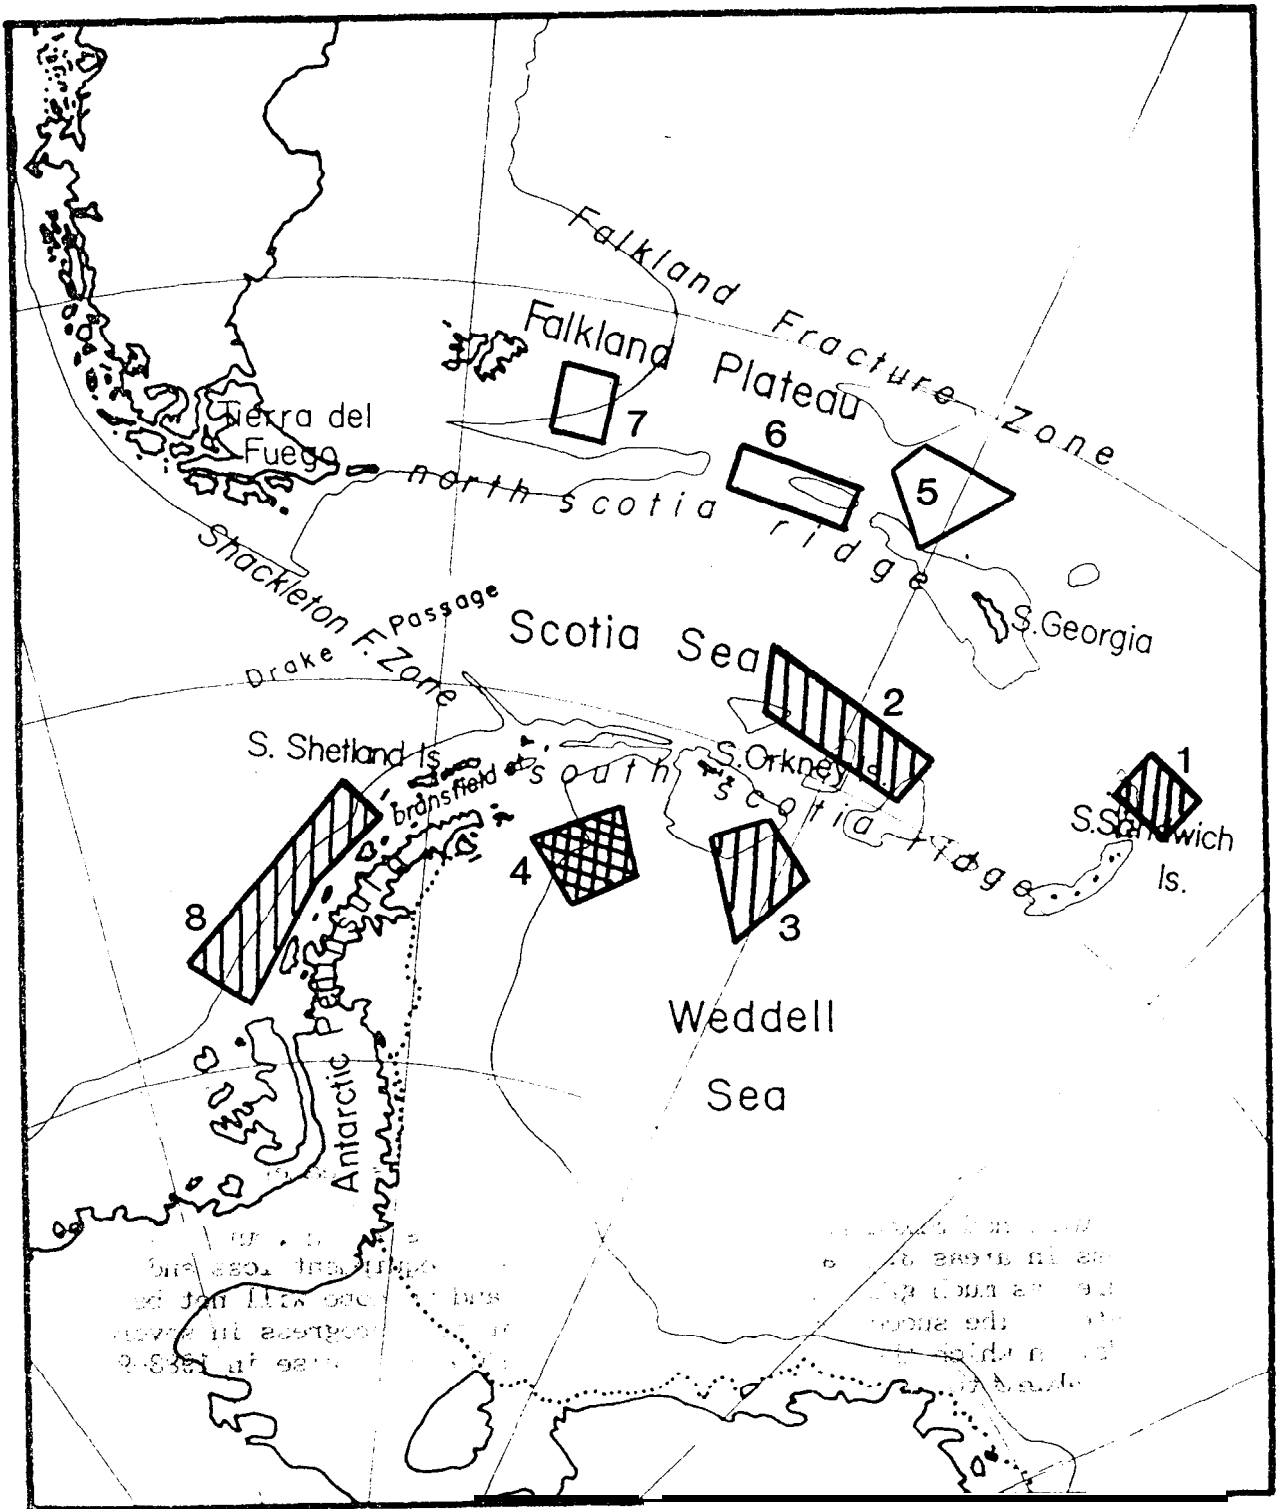 Falkland Fracture Zone
Falkland
Plateau
7
6
5
Tierra del
Fuego
north scotia ridge
Shackleton F. Zone
Drake Passage
Scotia Sea
S. Georgia
2
1
S. Shetland Is.
bransfield st
S. Orkney Is.
south scotia ridge
S. Sandwich
Is.
4
3
8
Weddell
Sea
Antarctic Peninsula